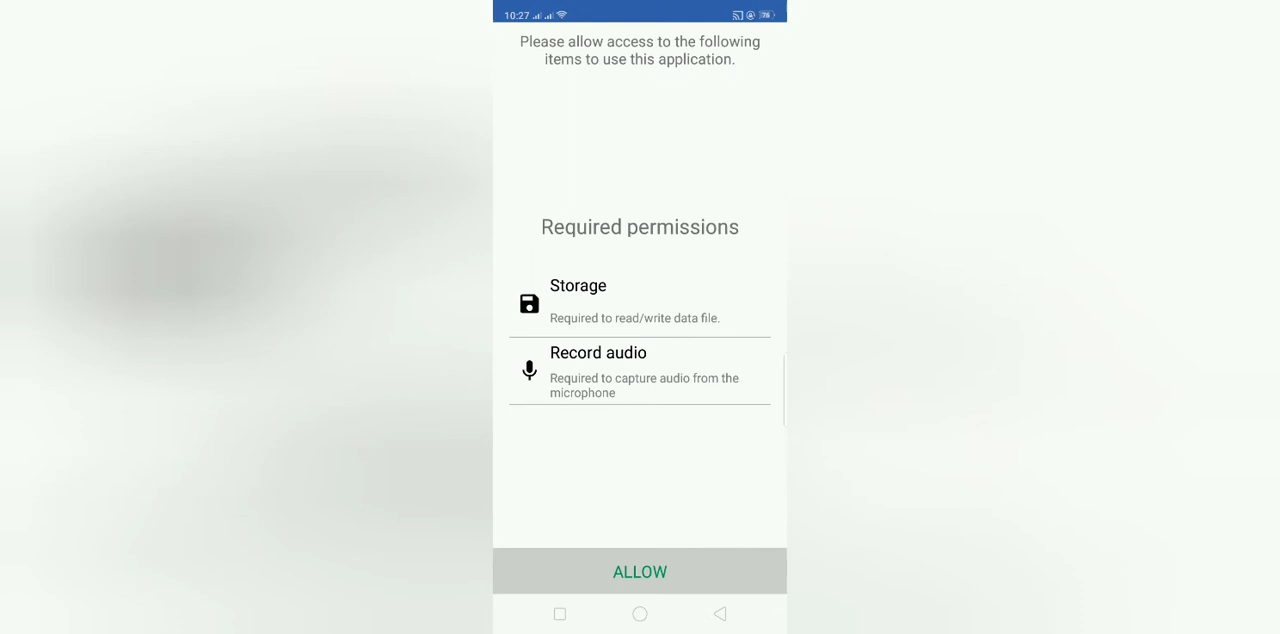 10:27
76
Please allow access to the following
items to use this application.
Required permissions
Storage
Required to read/write data file.
Record audio
Required to capture audio from the
microphone
ALLOW